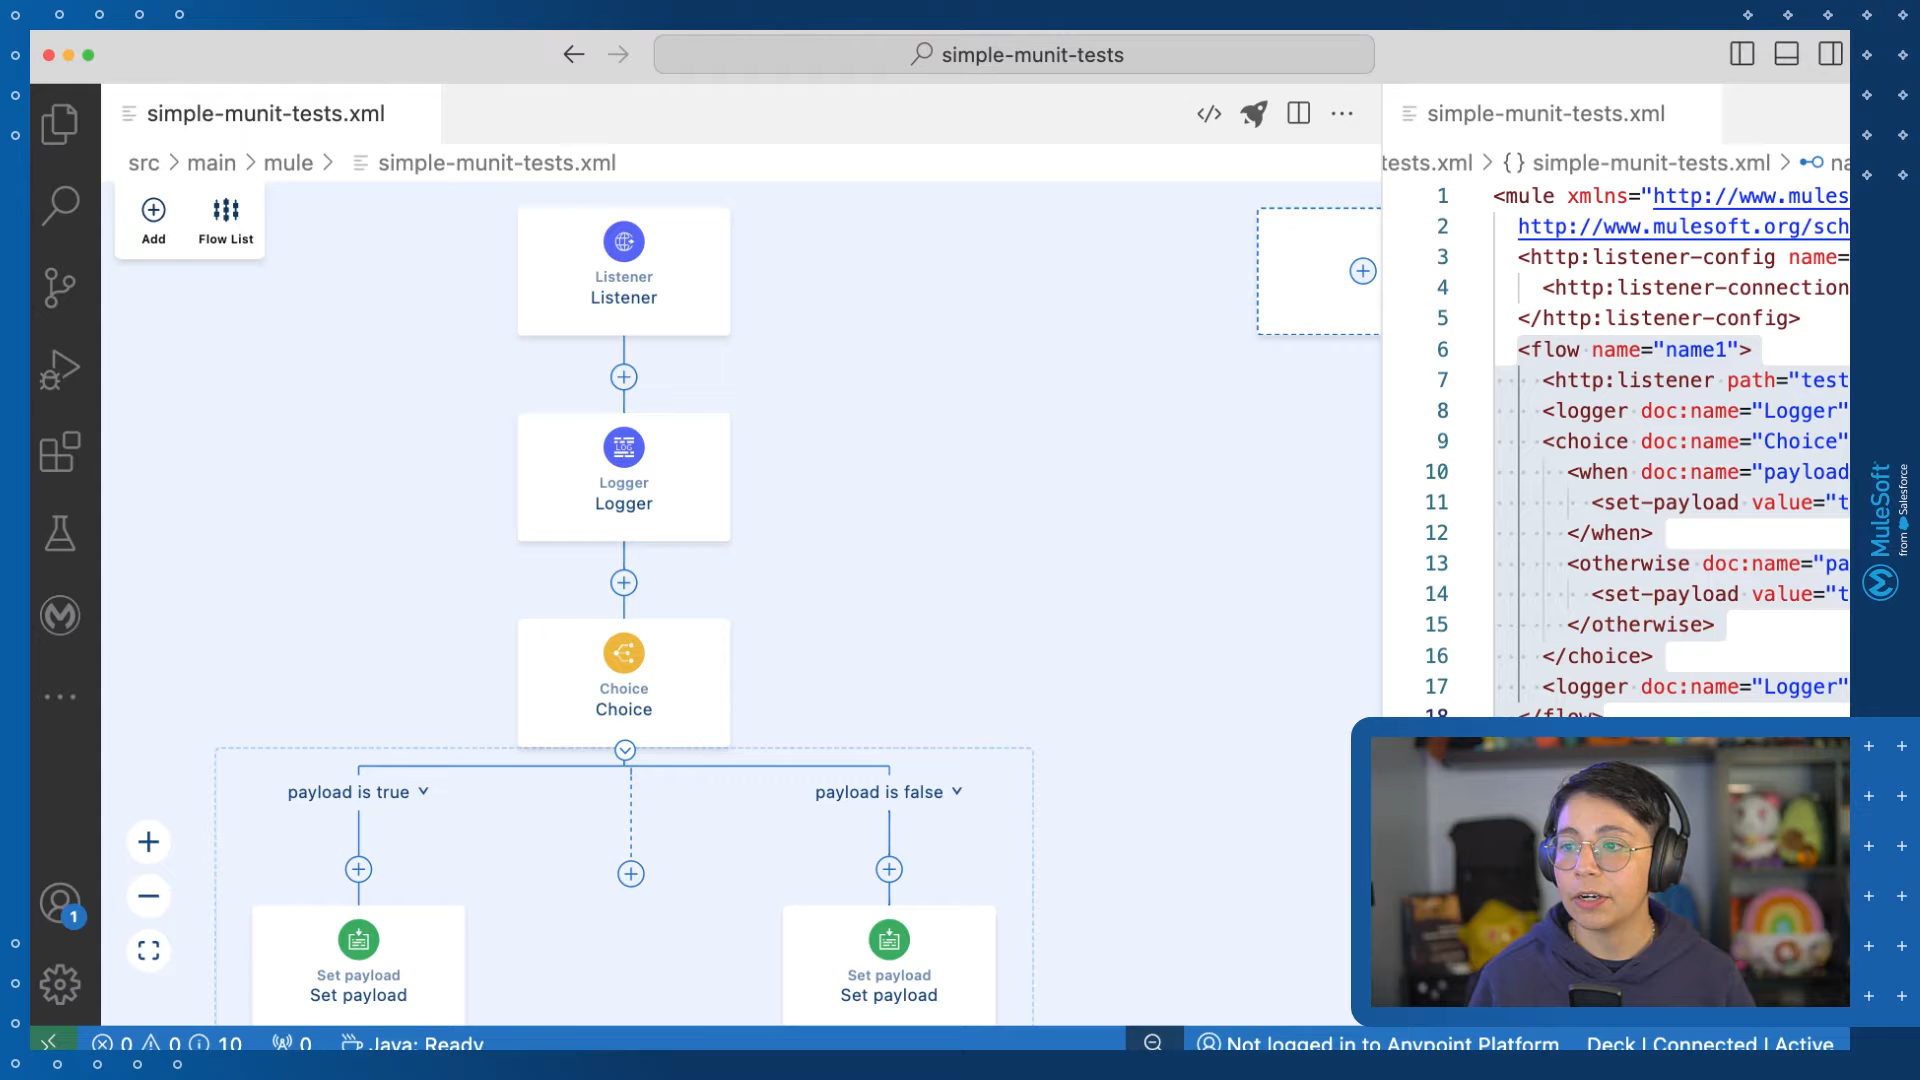 simple-munit-tests
simple-munit-tests.xml
src > main > mule > simple-munit-tests.xml
Add
Flow List
Listener
Listener
Logger
Logger
Choice
Choice
payload is true
payload is false
Set payload
Set payload
Set payload
Set payload
simple-munit-tests.xml
tests.xml > {} simple-munit-tests.xml > na
1 <mule xmlns="http://www.mules
2 http://www.mulesoft.org/sch
3 <http:listener-config name=
4 <http:listener-connection
5 </http:listener-config>
6 <flow name="name1">
7 <http:listener path="test
8 <logger doc:name="Logger"
9 <choice doc:name="Choice"
10 <when doc:name="payload
11 <set-payload value="t
12 </when>
13 <otherwise doc:name="pa
14 <set-payload value="t
15 </otherwise>
16 </choice>
17 <logger doc:name="Logger"
18 </flow>
MuleSoft
from Salesforce
1
0 0 10 0 Java: Ready
Not logged in to Anypoint Platform Deck | Connected | Active